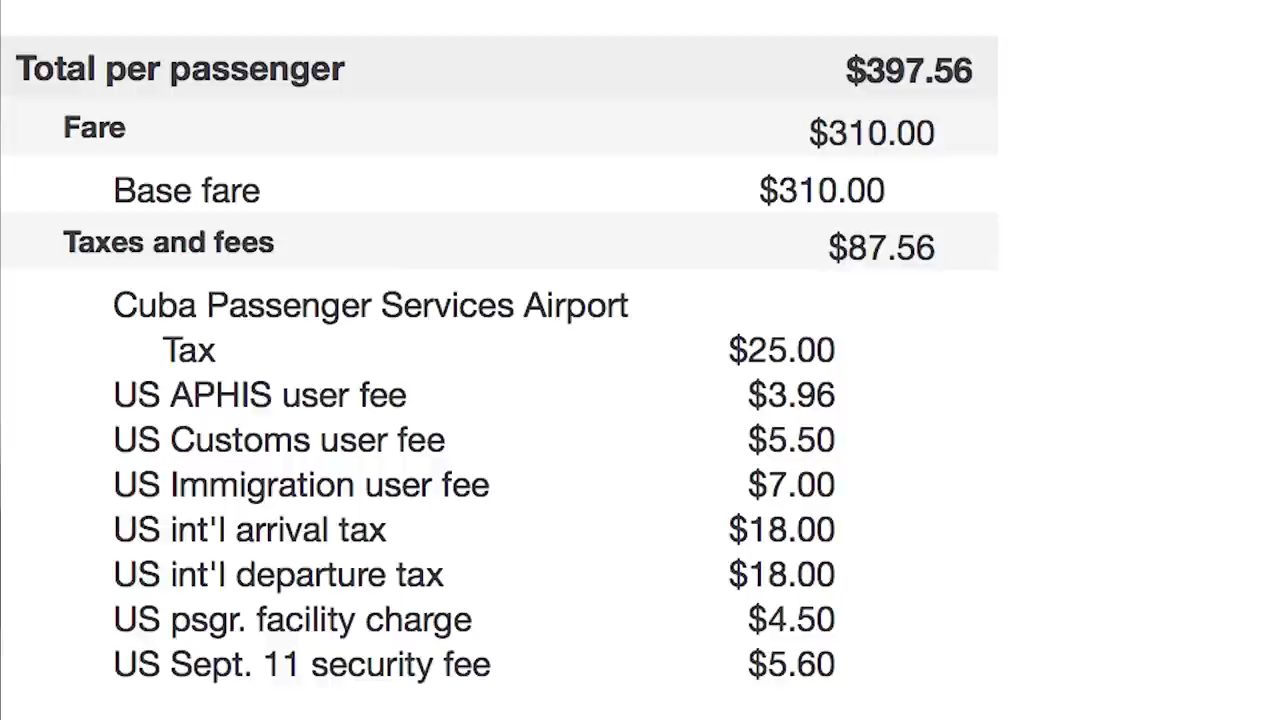 Total per passenger $397.56
Fare $310.00
Base fare $310.00
Taxes and fees $87.56
Cuba Passenger Services Airport
Tax $25.00
US APHIS user fee $3.96
US Customs user fee $5.50
US Immigration user fee $7.00
US int'l arrival tax $18.00
US int'l departure tax $18.00
US psgr. facility charge $4.50
US Sept. 11 security fee $5.60